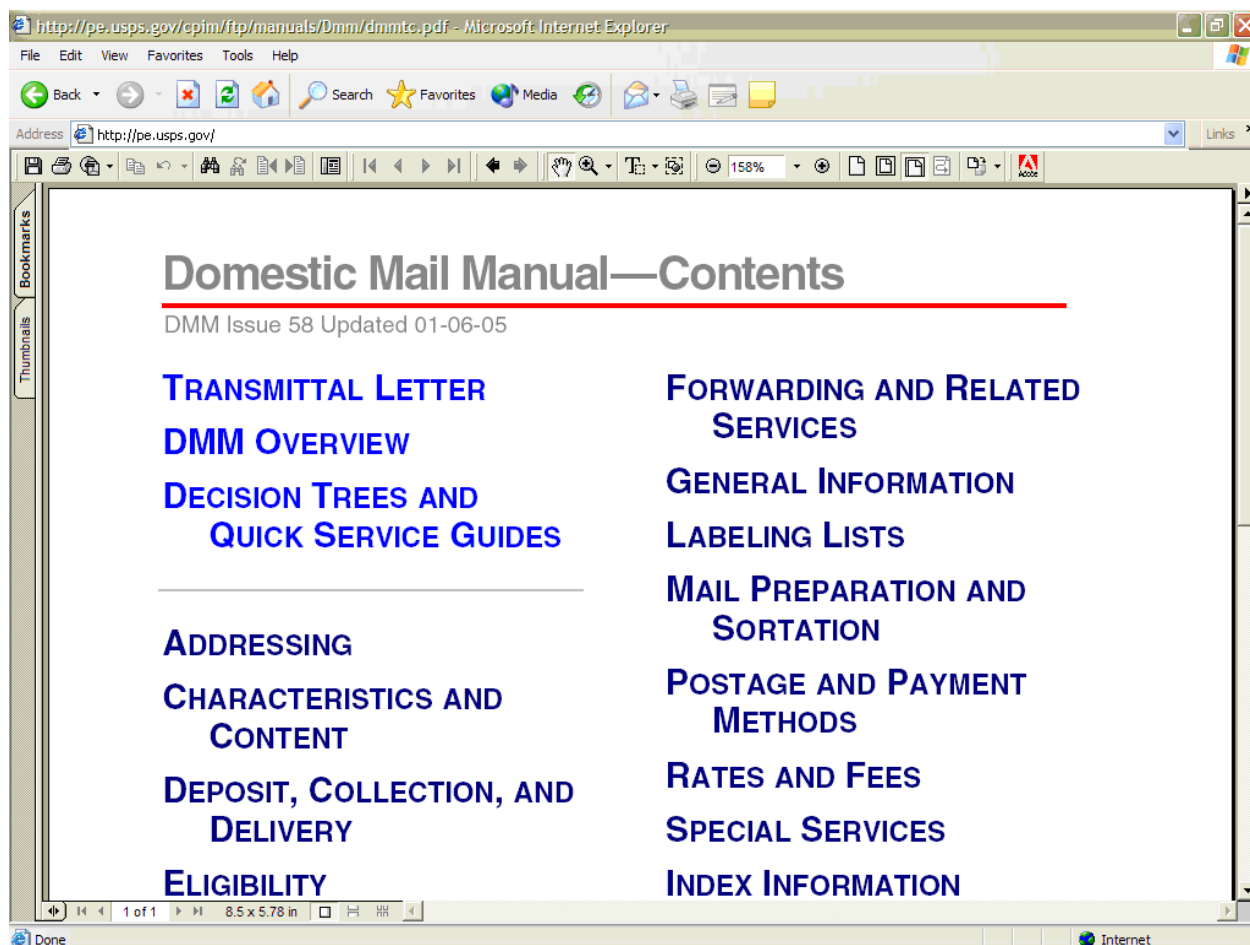 http://pe.usps.gov/cpim/ftp/manuals/Dmm/dmmtc.pdf - Microsoft Internet Explorer
File Edit View Favorites Tools Help
Back Search Favorites Media
Address http://pe.usps.gov/ Links
158%
Adobe
Bookmarks
Thumbnails
Domestic Mail Manual—Contents
DMM Issue 58 Updated 01-06-05
TRANSMITTAL LETTER
DMM OVERVIEW
DECISION TREES AND
QUICK SERVICE GUIDES
ADDRESSING
CHARACTERISTICS AND
CONTENT
DEPOSIT, COLLECTION, AND
DELIVERY
ELIGIBILITY
FORWARDING AND RELATED
SERVICES
GENERAL INFORMATION
LABELING LISTS
MAIL PREPARATION AND
SORTATION
POSTAGE AND PAYMENT
METHODS
RATES AND FEES
SPECIAL SERVICES
INDEX INFORMATION
1 of 1 8.5 x 5.78 in
Done Internet